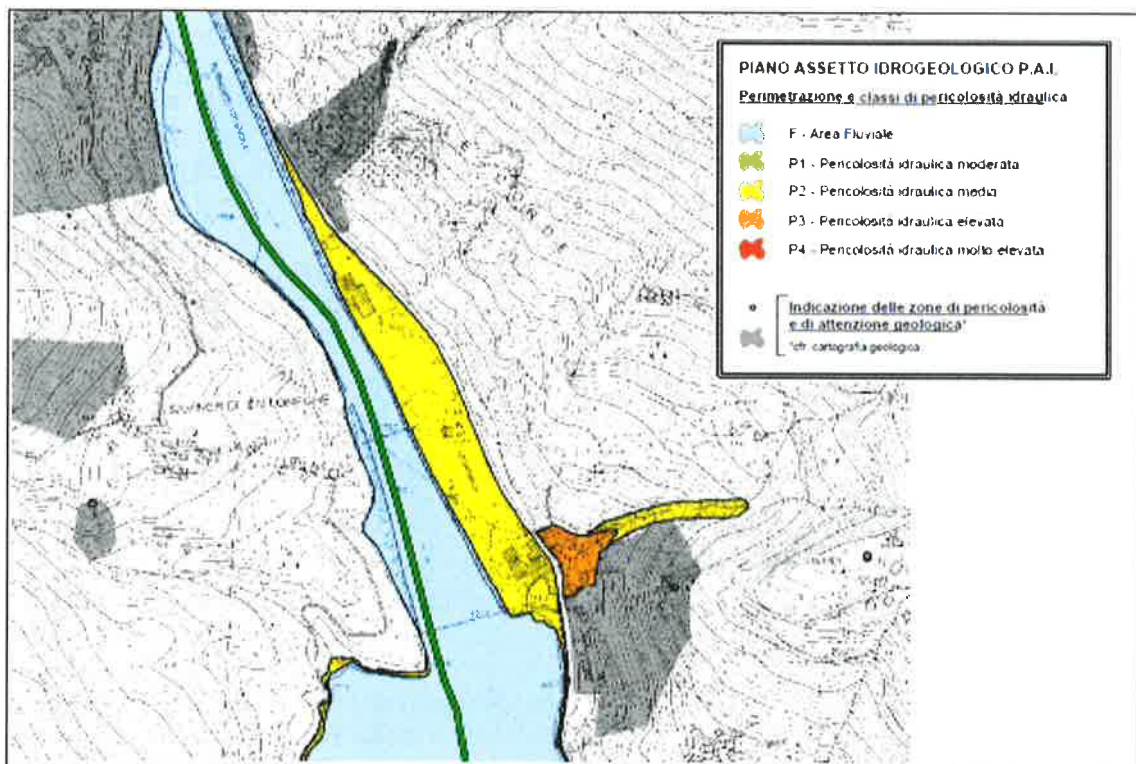 PIANO ASSETTO IDROGEOLOGICO P.A.I.
Perimetrazione e classi di pericolosità idraulica
F - Area Fluviale
P1 - Pericolosità idraulica moderata
P2 - Pericolosità idraulica media
P3 - Pericolosità idraulica elevata
P4 - Pericolosità idraulica molto elevata
Indicazione delle zone di pericolosità
e di attenzione geologica*
*cfr. cartografia geologica